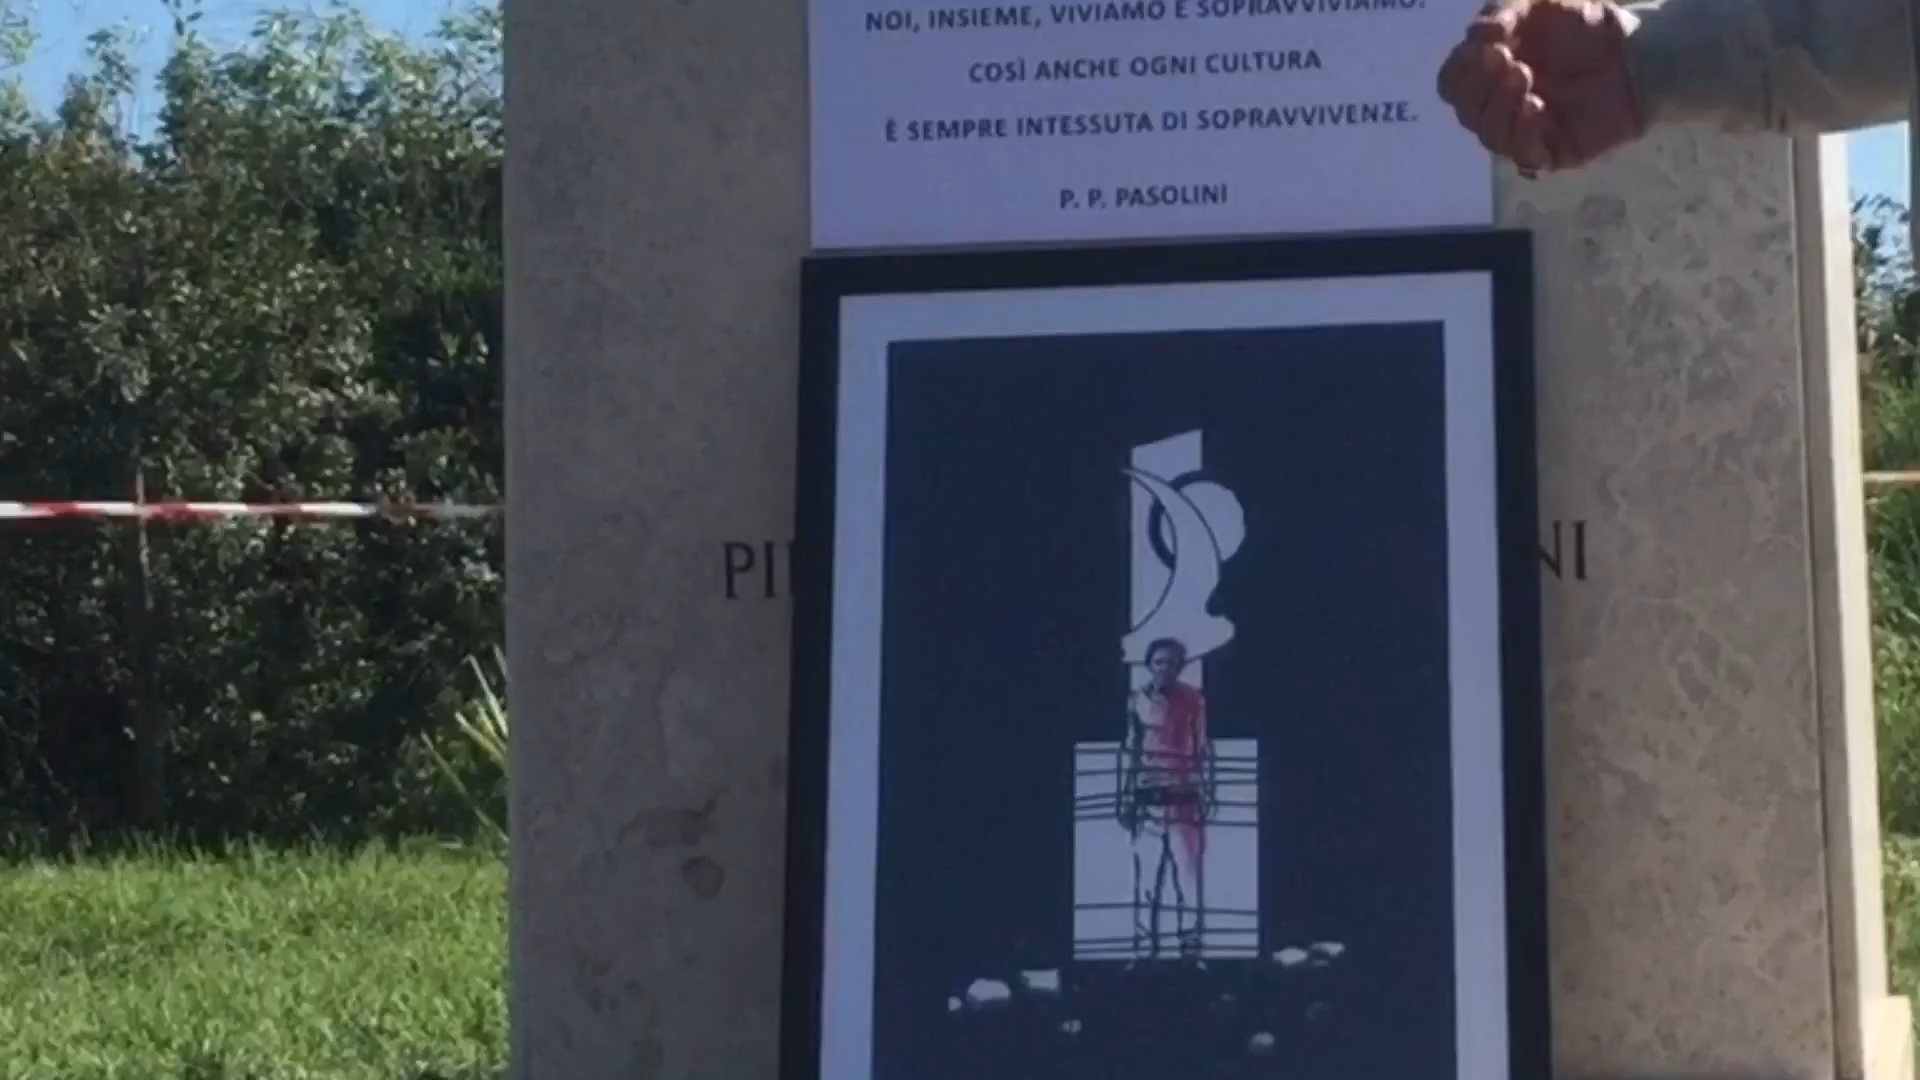 NOI, INSIEME, VIVIAMO E SOPRAVVIVIAMO.
COSÌ ANCHE OGNI CULTURA
È SEMPRE INTESSUTA DI SOPRAVVIVENZE.
P. P. PASOLINI